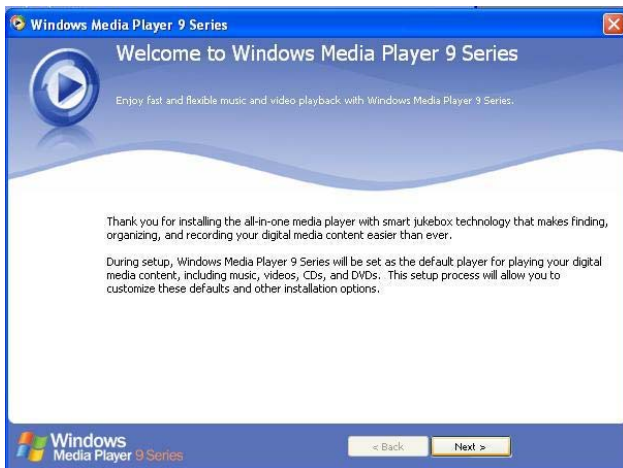 Windows Media Player 9 Series
Welcome to Windows Media Player 9 Series
Enjoy fast and flexible music and video playback with Windows Media Player 9 Series.
Thank you for installing the all-in-one media player with smart jukebox technology that makes finding,
organizing, and recording your digital media content easier than ever.
During setup, Windows Media Player 9 Series will be set as the default player for playing your digital
media content, including music, videos, CDs, and DVDs. This setup process will allow you to
customize these defaults and other installation options.
Windows
Media Player 9 Series
< Back
Next >